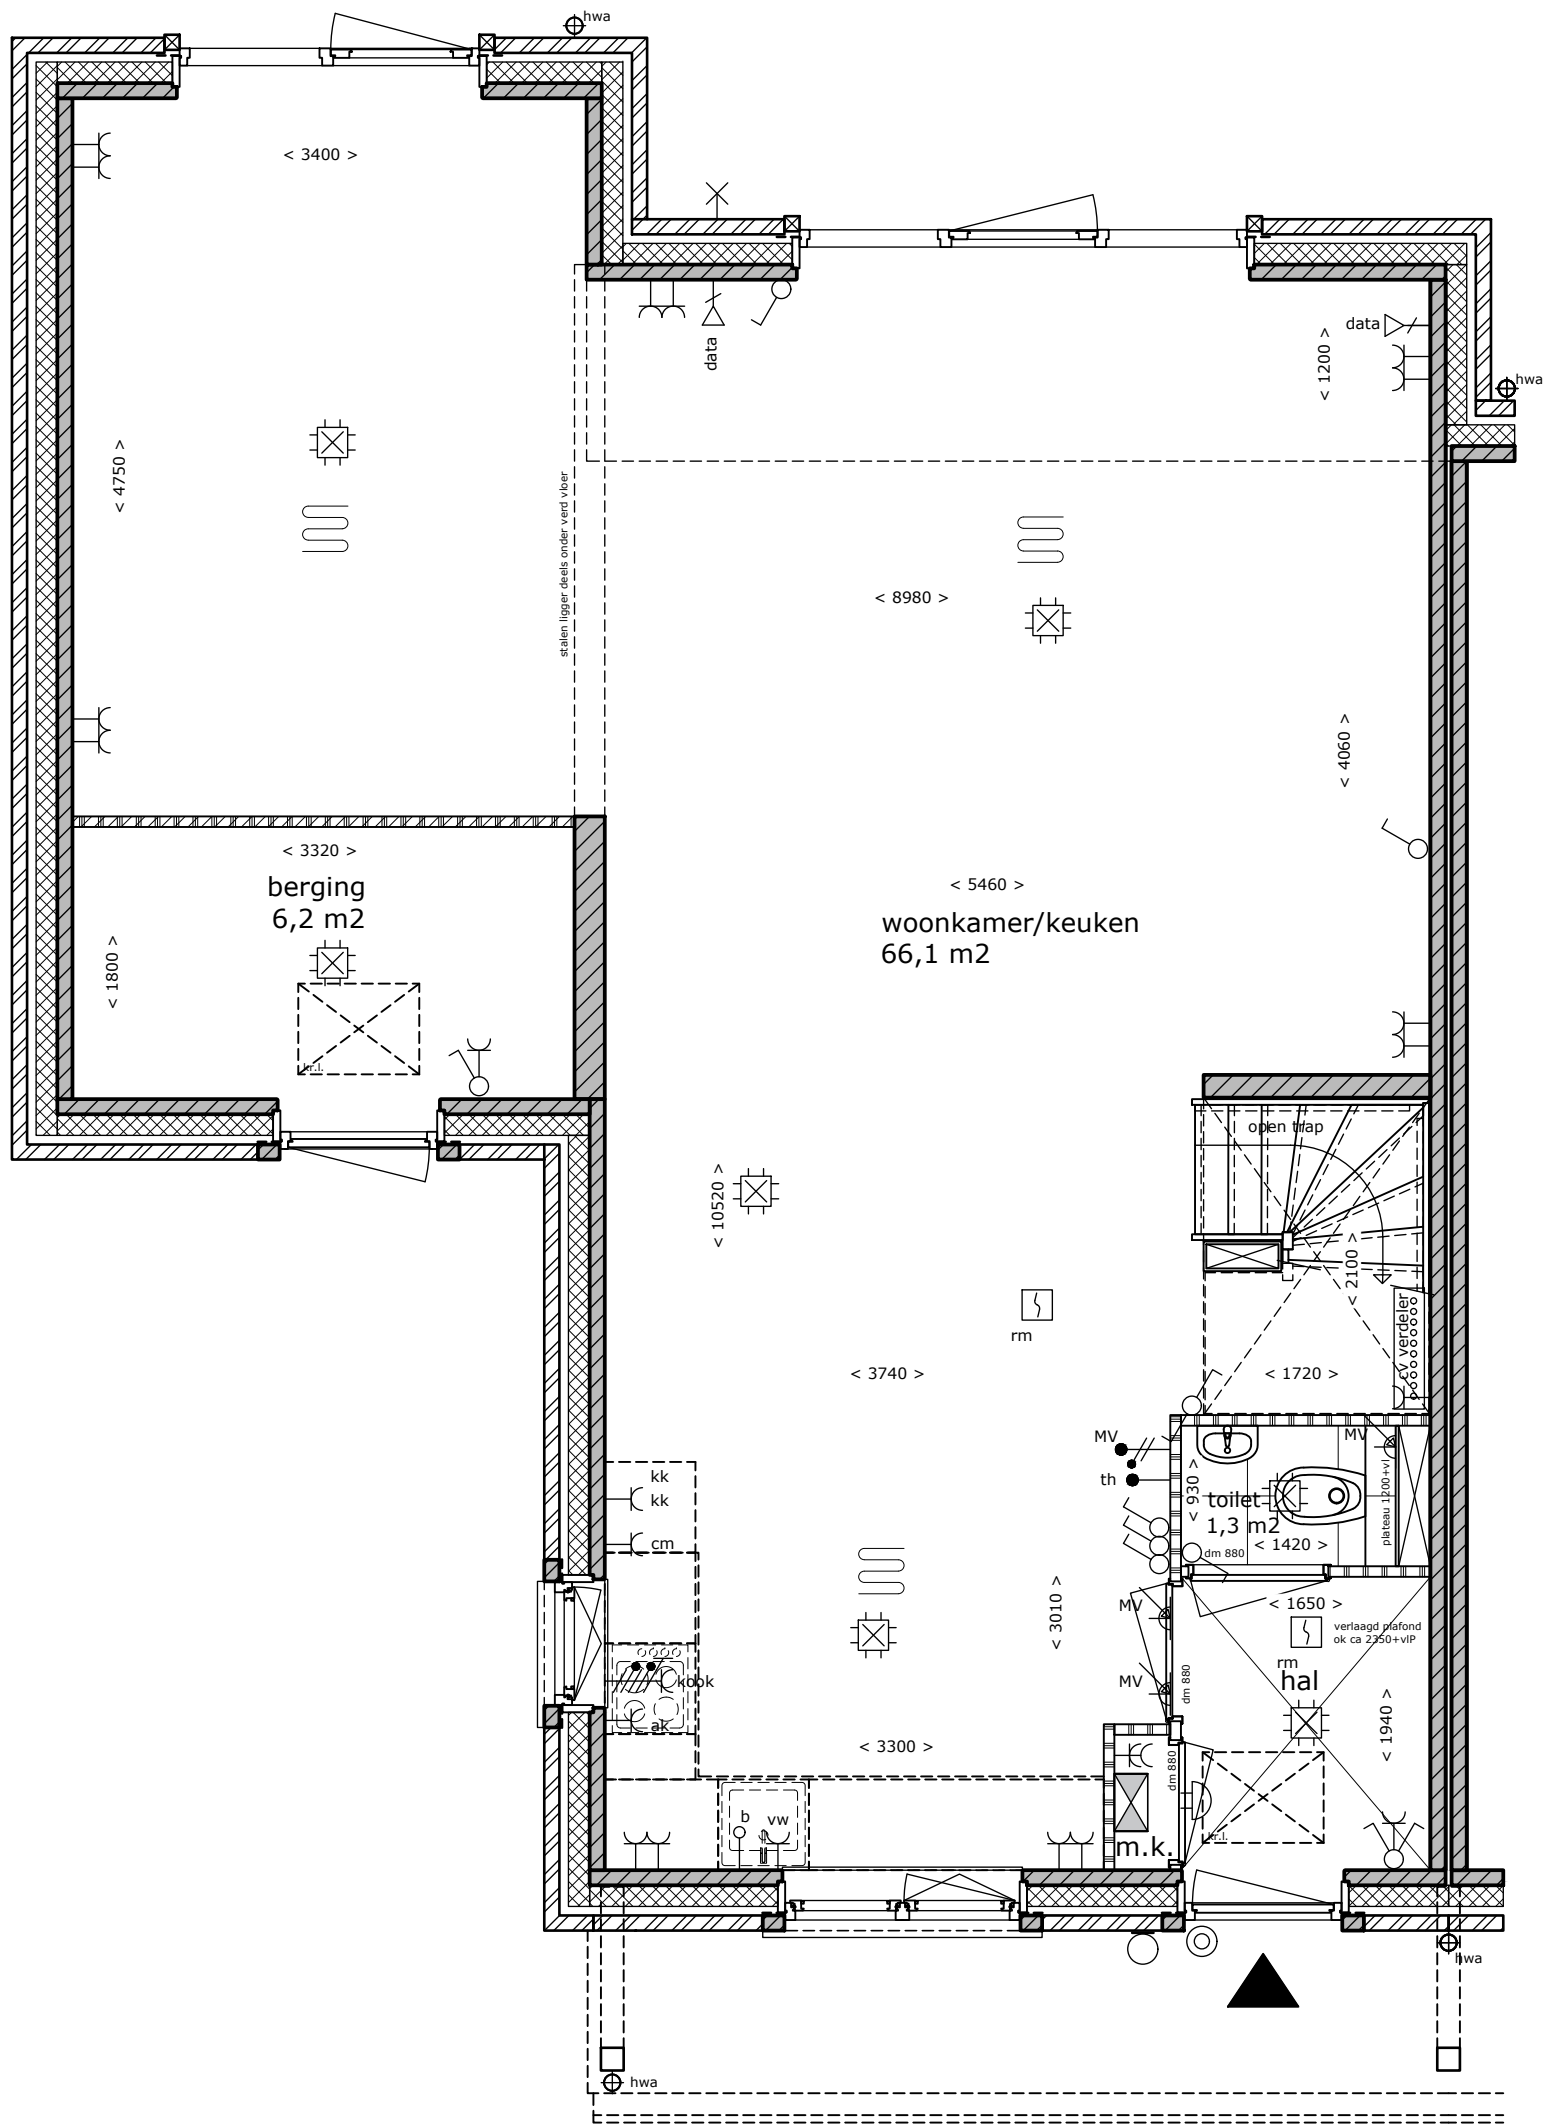 hwa
< 3400 >
data
data
< 1200 >
hwa
< 4750 >
stalen ligger deels onder verd vloer
< 8980 >
< 4060 >
< 3320 >
berging
6,2 m2
< 5460 >
woonkamer/keuken
66,1 m2
< 1800 >
kr.l.
open trap
< 10520 >
< 2100 >
cv verdeler
rm
< 3740 >
< 1720 >
MV
MV
kk
kk
th
< 930 >
toilet
1,3 m2
plateau 1200+vl
cm
dm 880
< 1420 >
< 3010 >
MV
< 1650 >
verlaagd plafond
ok ca 2350+vlP
rm
hal
kook
MV
dm 880
ak
< 3300 >
< 1940 >
dm 880
b
vw
m.k.
kr.l.
hwa
hwa